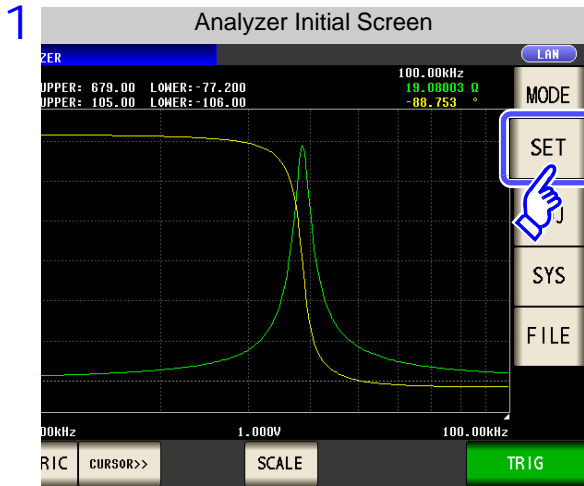 1
Analyzer Initial Screen
ZER
LAN
100.00kHz
UPPER: 679.00 LOWER:-77.200
19.08003 Ω
UPPER: 105.00 LOWER:-106.00
-88.753 °
MODE
SET
J
SYS
FILE
00kHz
1.000V
100.00kHz
RIC
CURSOR>>
SCALE
TRIG